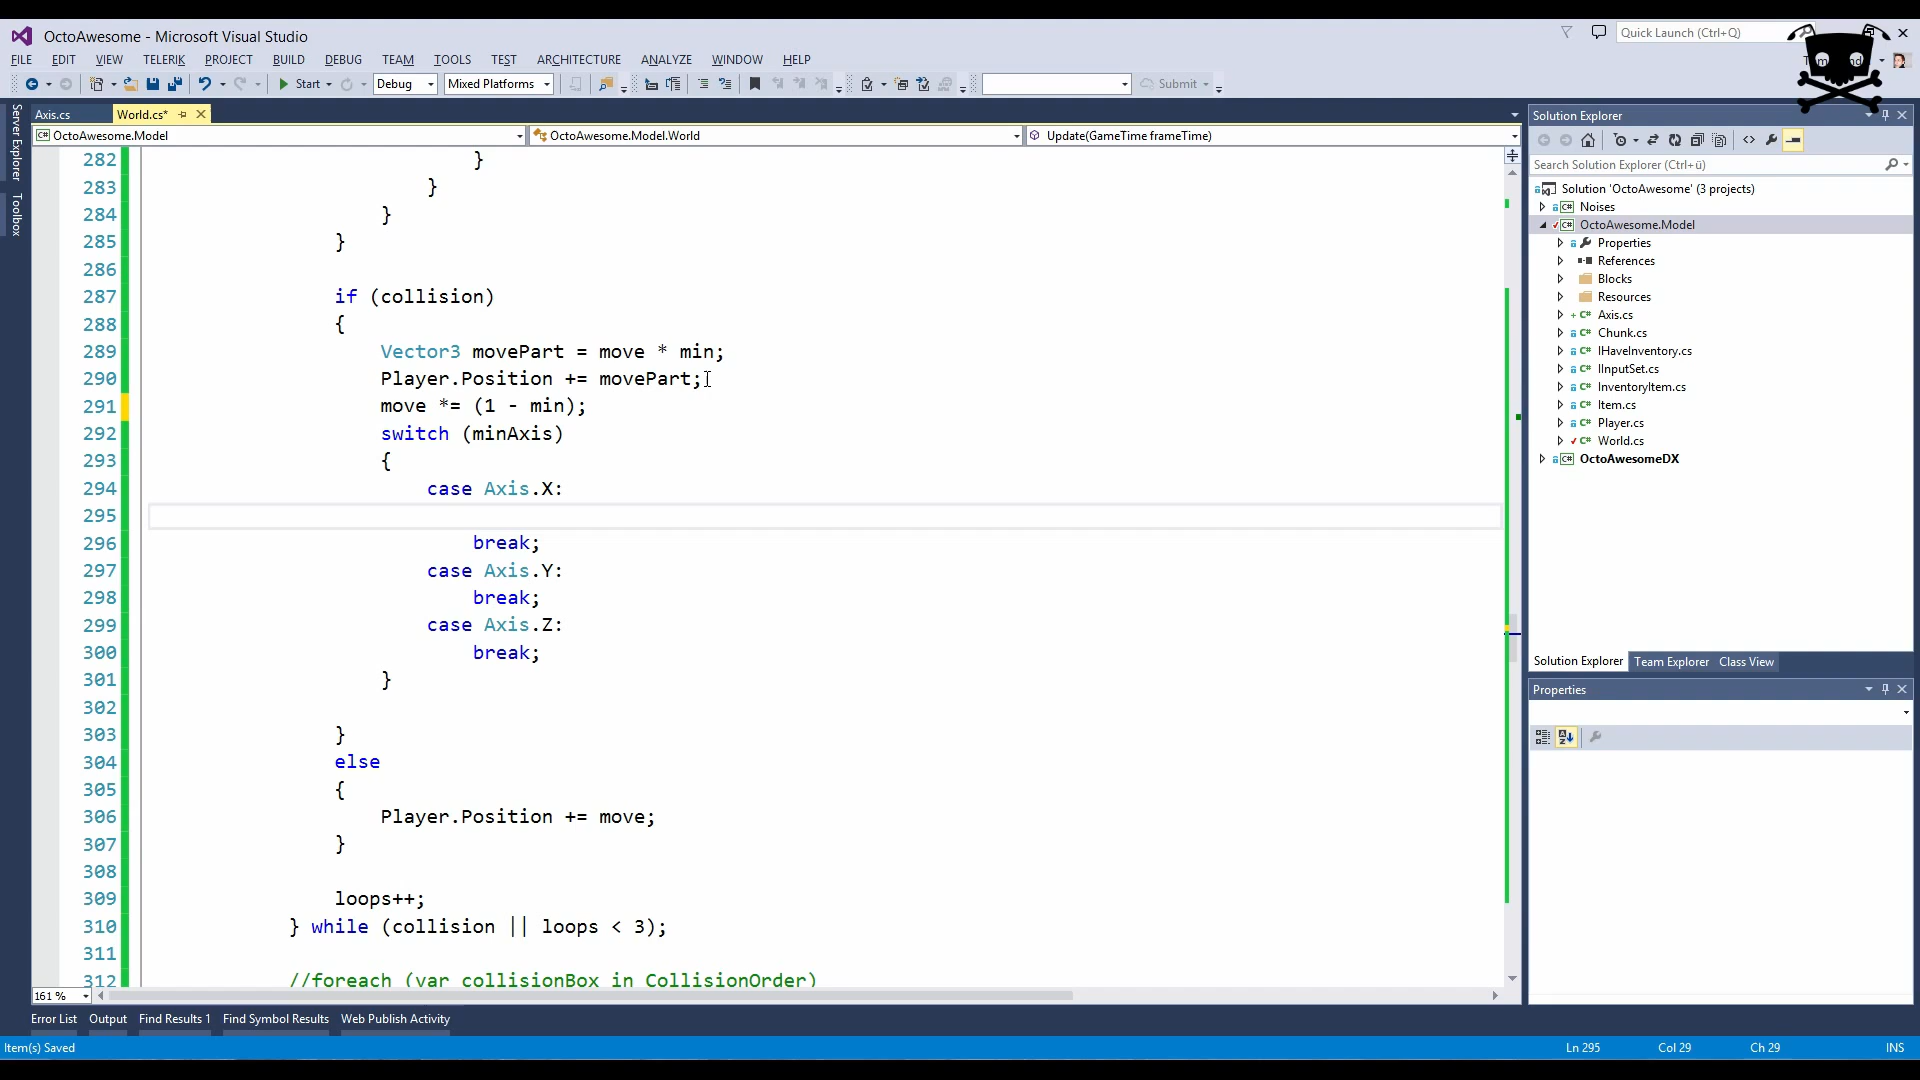 OctoAwesome - Microsoft Visual Studio
Quick Launch (Ctrl+Q)
FILE EDIT VIEW TELERIK PROJECT BUILD DEBUG TEAM TOOLS TEST ARCHITECTURE ANALYZE WINDOW HELP
Start Debug Mixed Platforms Submit
Server Explorer
Toolbox
Axis.cs World.cs*
OctoAwesome.Model OctoAwesome.Model.World Update(GameTime frameTime)
282 }
283 }
284 }
285 }
286
287 if (collision)
288 {
289 Vector3 movePart = move * min;
290 Player.Position += movePart;
291 move *= (1 - min);
292 switch (minAxis)
293 {
294 case Axis.X:
295
296 break;
297 case Axis.Y:
298 break;
299 case Axis.Z:
300 break;
301 }
302
303 }
304 else
305 {
306 Player.Position += move;
307 }
308
309 loops++;
310 } while (collision || loops < 3);
311
312 //foreach (var collisionBox in CollisionOrder)
161 %
Solution Explorer
Search Solution Explorer (Ctrl+ü)
Solution 'OctoAwesome' (3 projects)
Noises
OctoAwesome.Model
Properties
References
Blocks
Resources
Axis.cs
Chunk.cs
IHaveInventory.cs
IInputSet.cs
InventoryItem.cs
Item.cs
Player.cs
World.cs
OctoAwesomeDX
Solution Explorer Team Explorer Class View
Properties
Error List Output Find Results 1 Find Symbol Results Web Publish Activity
Item(s) Saved Ln 295 Col 29 Ch 29 INS